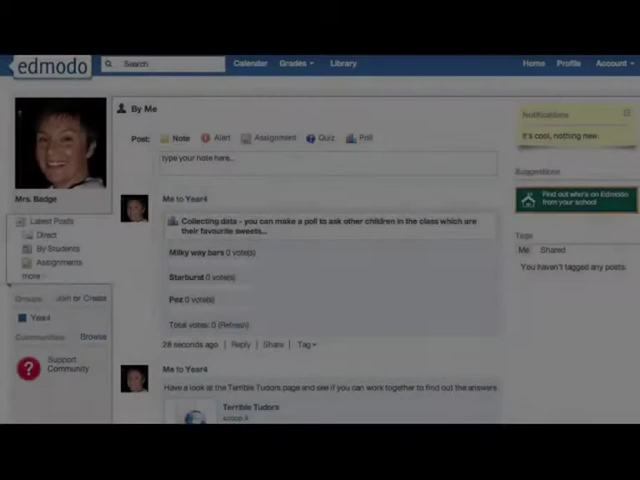 edmodo
Search
Calendar
Grades
Library
Home
Profile
Account
By Me
Post:
Note
Alert
Assignment
Quiz
Poll
type your note here...
Mrs. Badge
Latest Posts
Direct
By Students
Assignments
more
Groups
Join or Create
Year4
Communities
Browse
Support
Community
Me to Year4
Collecting data - you can make a poll to ask other children in the class which are
their favourite sweets...
Milky way bars 0 vote(s)
Starburst 0 vote(s)
Pez 0 vote(s)
Total votes: 0 (Refresh)
28 seconds ago
Reply
Share
Tag
Me to Year4
Have a look at the Terrible Tudors page and see if you can work together to find out the answers
Terrible Tudors
scoop.it
Notifications
It's cool, nothing new.
Suggestions
Find out who's on Edmodo
from your school
Tags
Me
Shared
You haven't tagged any posts.